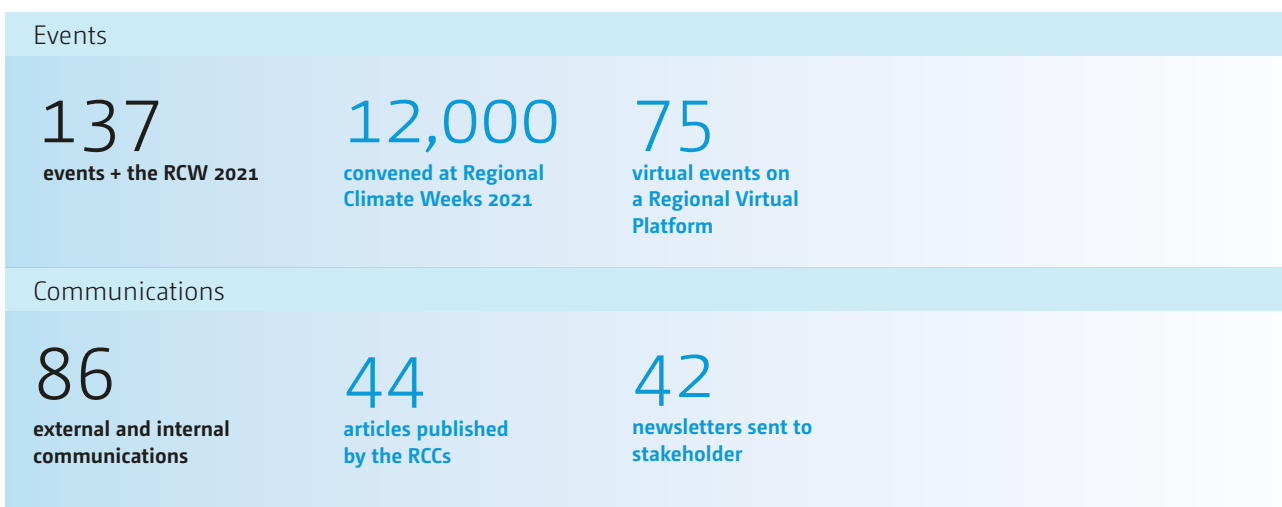 Events
137
events + the RCW 2021
12,000
convened at Regional
Climate Weeks 2021
75
virtual events on
a Regional Virtual
Platform
Communications
86
external and internal
communications
44
articles published
by the RCCs
42
newsletters sent to
stakeholder